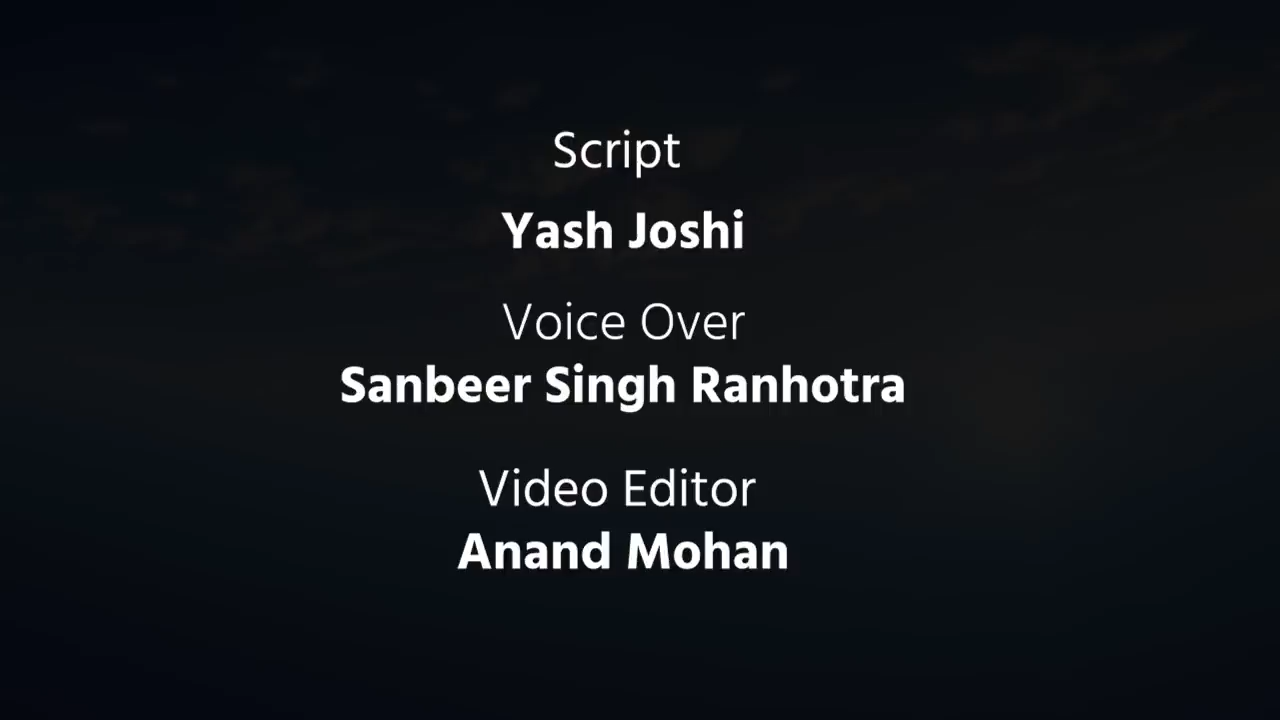 Script
Yash Joshi
Voice Over
Sanbeer Singh Ranhotra
Video Editor
Anand Mohan